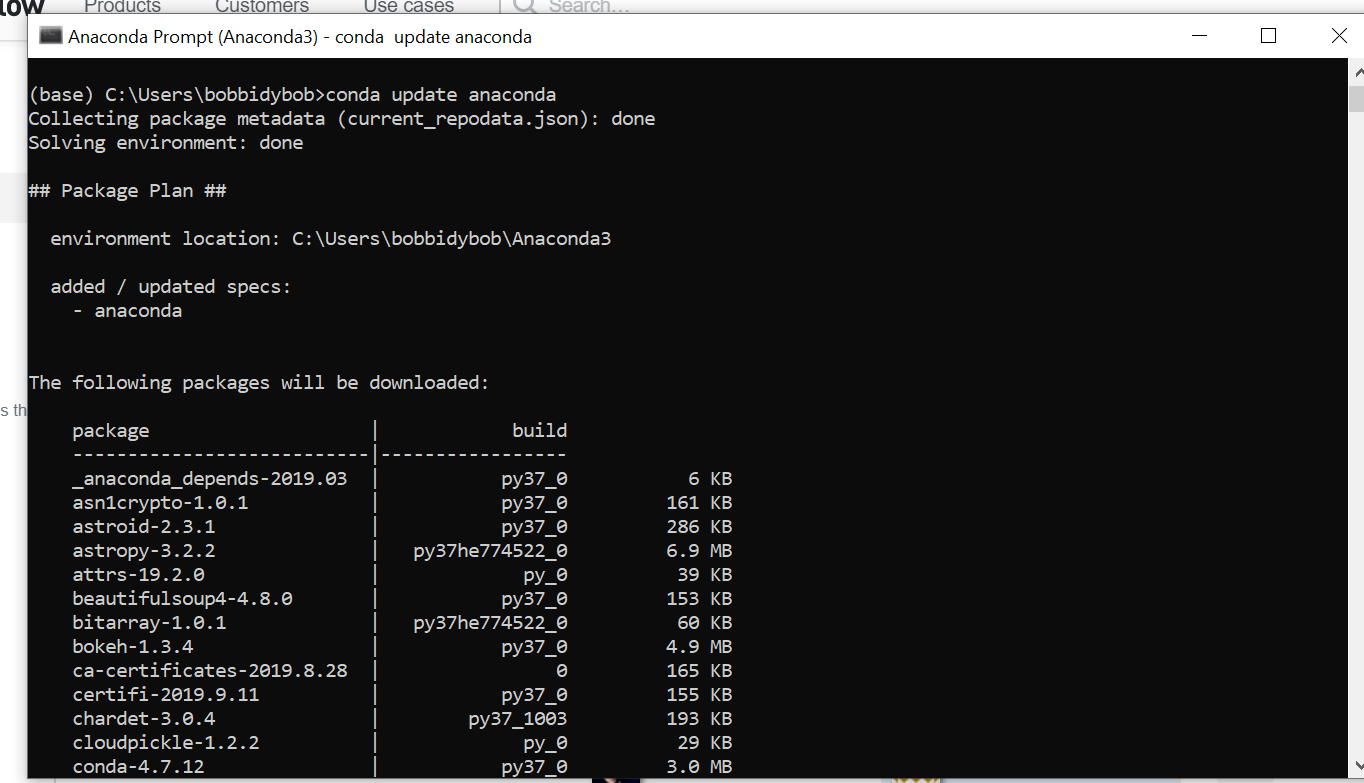 low Products Customers Use cases Search...
Anaconda Prompt (Anaconda3) - conda  update anaconda
(base) C:\Users\bobbidybob>conda update anaconda
Collecting package metadata (current_repodata.json): done
Solving environment: done
## Package Plan ##
environment location: C:\Users\bobbidybob\Anaconda3
added / updated specs:
- anaconda
s th
The following packages will be downloaded:
package | build
---------------------------|-----------------
_anaconda_depends-2019.03 | py37_0 6 KB
asn1crypto-1.0.1 | py37_0 161 KB
astroid-2.3.1 | py37_0 286 KB
astropy-3.2.2 | py37he774522_0 6.9 MB
attrs-19.2.0 | py_0 39 KB
beautifulsoup4-4.8.0 | py37_0 153 KB
bitarray-1.0.1 | py37he774522_0 60 KB
bokeh-1.3.4 | py37_0 4.9 MB
ca-certificates-2019.8.28 | 0 165 KB
certifi-2019.9.11 | py37_0 155 KB
chardet-3.0.4 | py37_1003 193 KB
cloudpickle-1.2.2 | py_0 29 KB
conda-4.7.12 | py37_0 3.0 MB